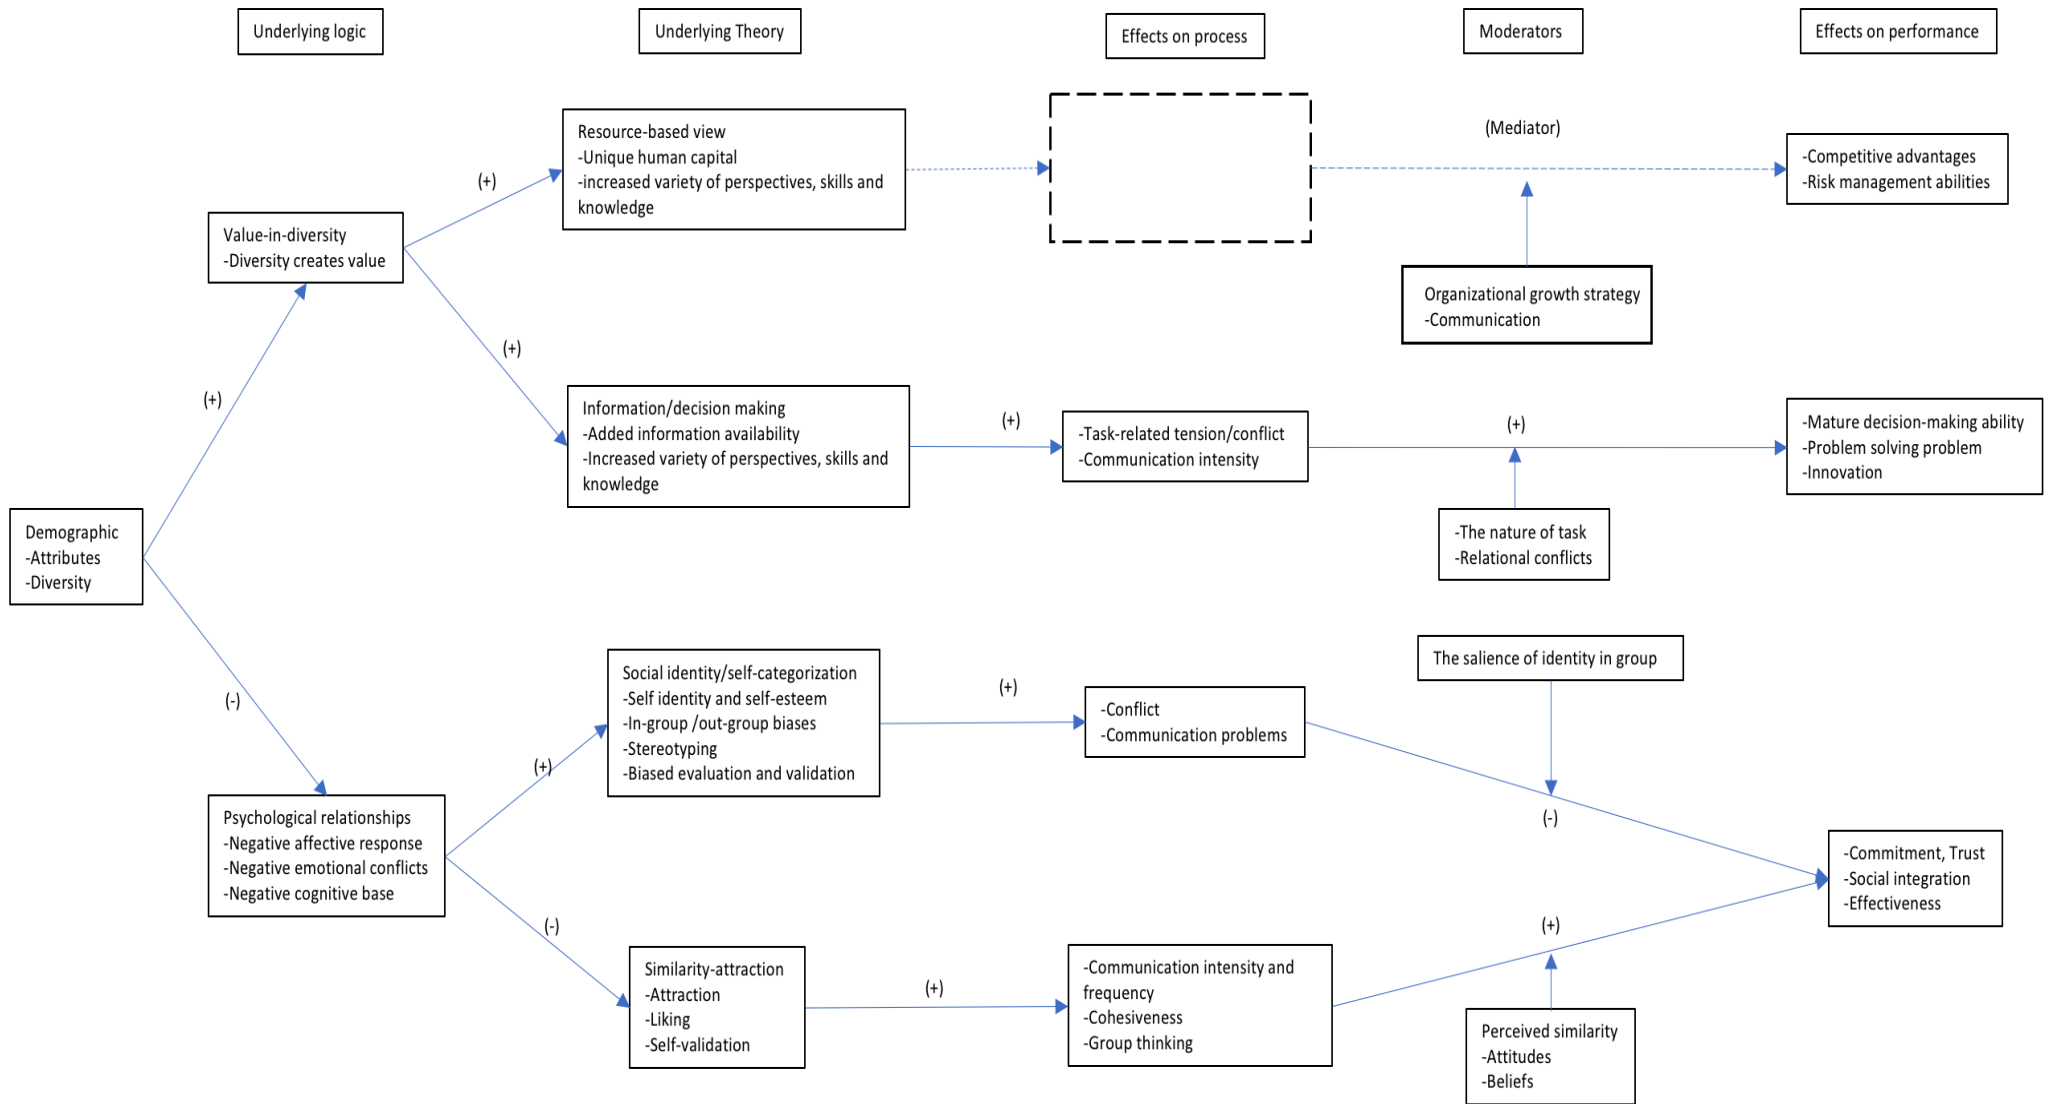 Underlying logic
Underlying Theory
Effects on process
Moderators
Effects on performance
Resource-based view
-Unique human capital
-increased variety of perspectives, skills and
knowledge
(Mediator)
-Competitive advantages
-Risk management abilities
(+)
Value-in-diversity
-Diversity creates value
Organizational growth strategy
-Communication
(+)
(+)
Information/decision making
-Added information availability
-Increased variety of perspectives, skills and
knowledge
(+)
-Task-related tension/conflict
-Communication intensity
(+)
-Mature decision-making ability
-Problem solving problem
-Innovation
-The nature of task
-Relational conflicts
Demographic
-Attributes
-Diversity
(-)
Social identity/self-categorization
-Self identity and self-esteem
-In-group /out-group biases
-Stereotyping
-Biased evaluation and validation
(+)
-Conflict
-Communication problems
The salience of identity in group
(+)
(-)
Psychological relationships
-Negative affective response
-Negative emotional conflicts
-Negative cognitive base
-Commitment, Trust
-Social integration
-Effectiveness
(-)
Similarity-attraction
-Attraction
-Liking
-Self-validation
(+)
-Communication intensity and
frequency
-Cohesiveness
-Group thinking
(+)
Perceived similarity
-Attitudes
-Beliefs